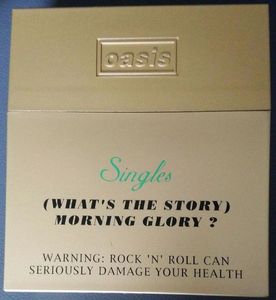 oasis
Singles
(WHAT'S THE STORY)
MORNING GLORY ?
WARNING: ROCK 'N' ROLL CAN
SERIOUSLY DAMAGE YOUR HEALTH